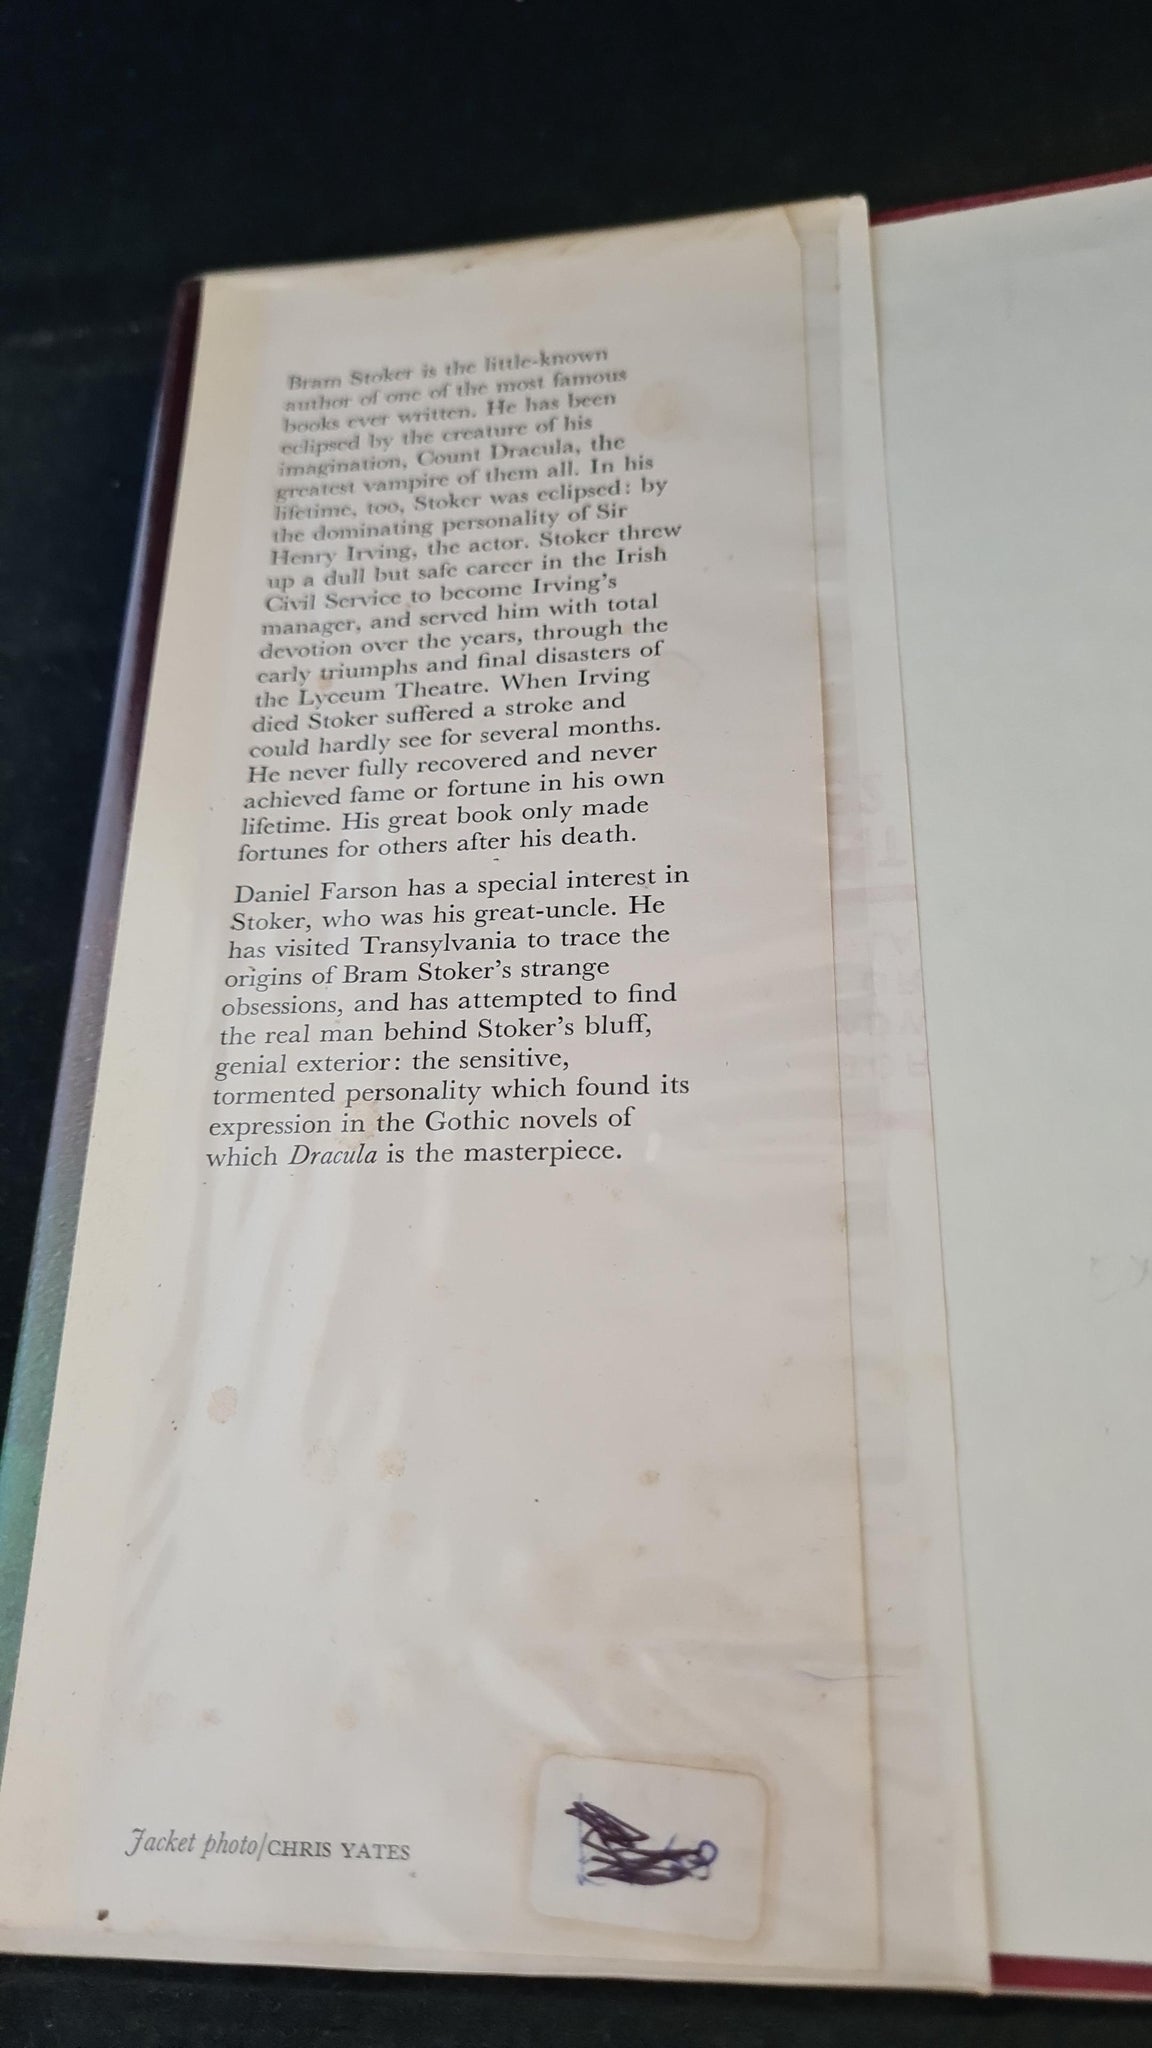 Bram Stoker is the little-known
author of one of the most famous
books ever written. He has been
eclipsed by the creature of his
imagination, Count Dracula, the
greatest vampire of them all. In his
lifetime, too, Stoker was eclipsed: by
the dominating personality of Sir
Henry Irving, the actor. Stoker threw
up a dull but safe career in the Irish
Civil Service to become Irving's
manager, and served him with total
devotion over the years, through the
early triumphs and final disasters of
the Lyceum Theatre. When Irving
died Stoker suffered a stroke and
could hardly see for several months.
He never fully recovered and never
achieved fame or fortune in his own
lifetime. His great book only made
fortunes for others after his death.
Daniel Farson has a special interest in
Stoker, who was his great-uncle. He
has visited Transylvania to trace the
origins of Bram Stoker's strange
obsessions, and has attempted to find
the real man behind Stoker's bluff,
genial exterior: the sensitive,
tormented personality which found its
expression in the Gothic novels of
which Dracula is the masterpiece.
Jacket photo/CHRIS YATES